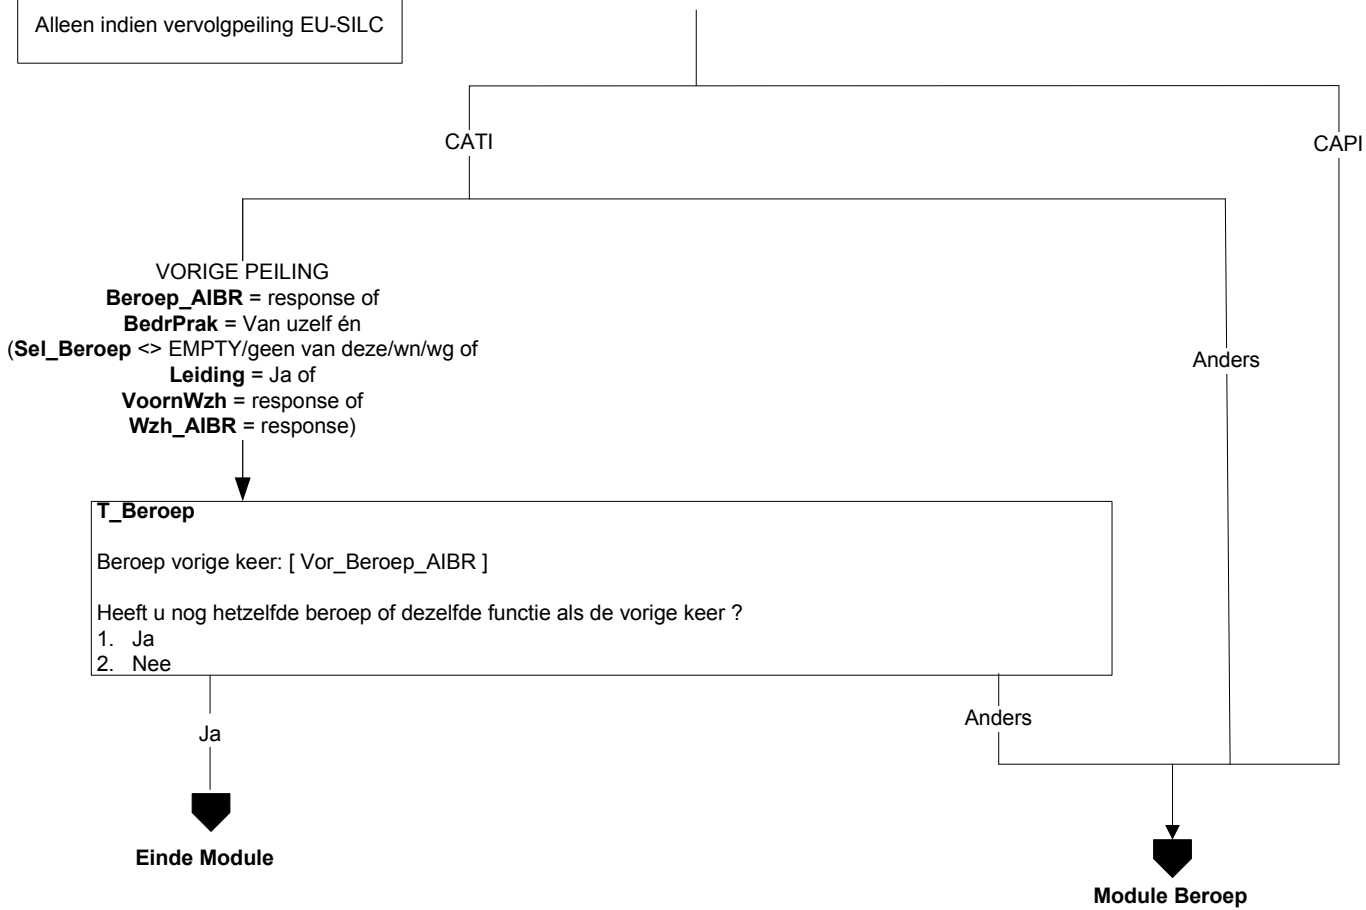 Alleen indien vervolgpeiling EU-SILC
CATI
CAPI
VORIGE PEILING
Beroep_AIBR = response of
BedrPrak = Van uzelf én
(Sel_Beroep <> EMPTY/geen van deze/wn/wg of
Leiding = Ja of
VoornWzh = response of
Wzh_AIBR = response)
Anders
T_Beroep
Beroep vorige keer: [ Vor_Beroep_AIBR ]
Heeft u nog hetzelfde beroep of dezelfde functie als de vorige keer ?
1. Ja
2. Nee
Ja
Anders
Einde Module
Module Beroep